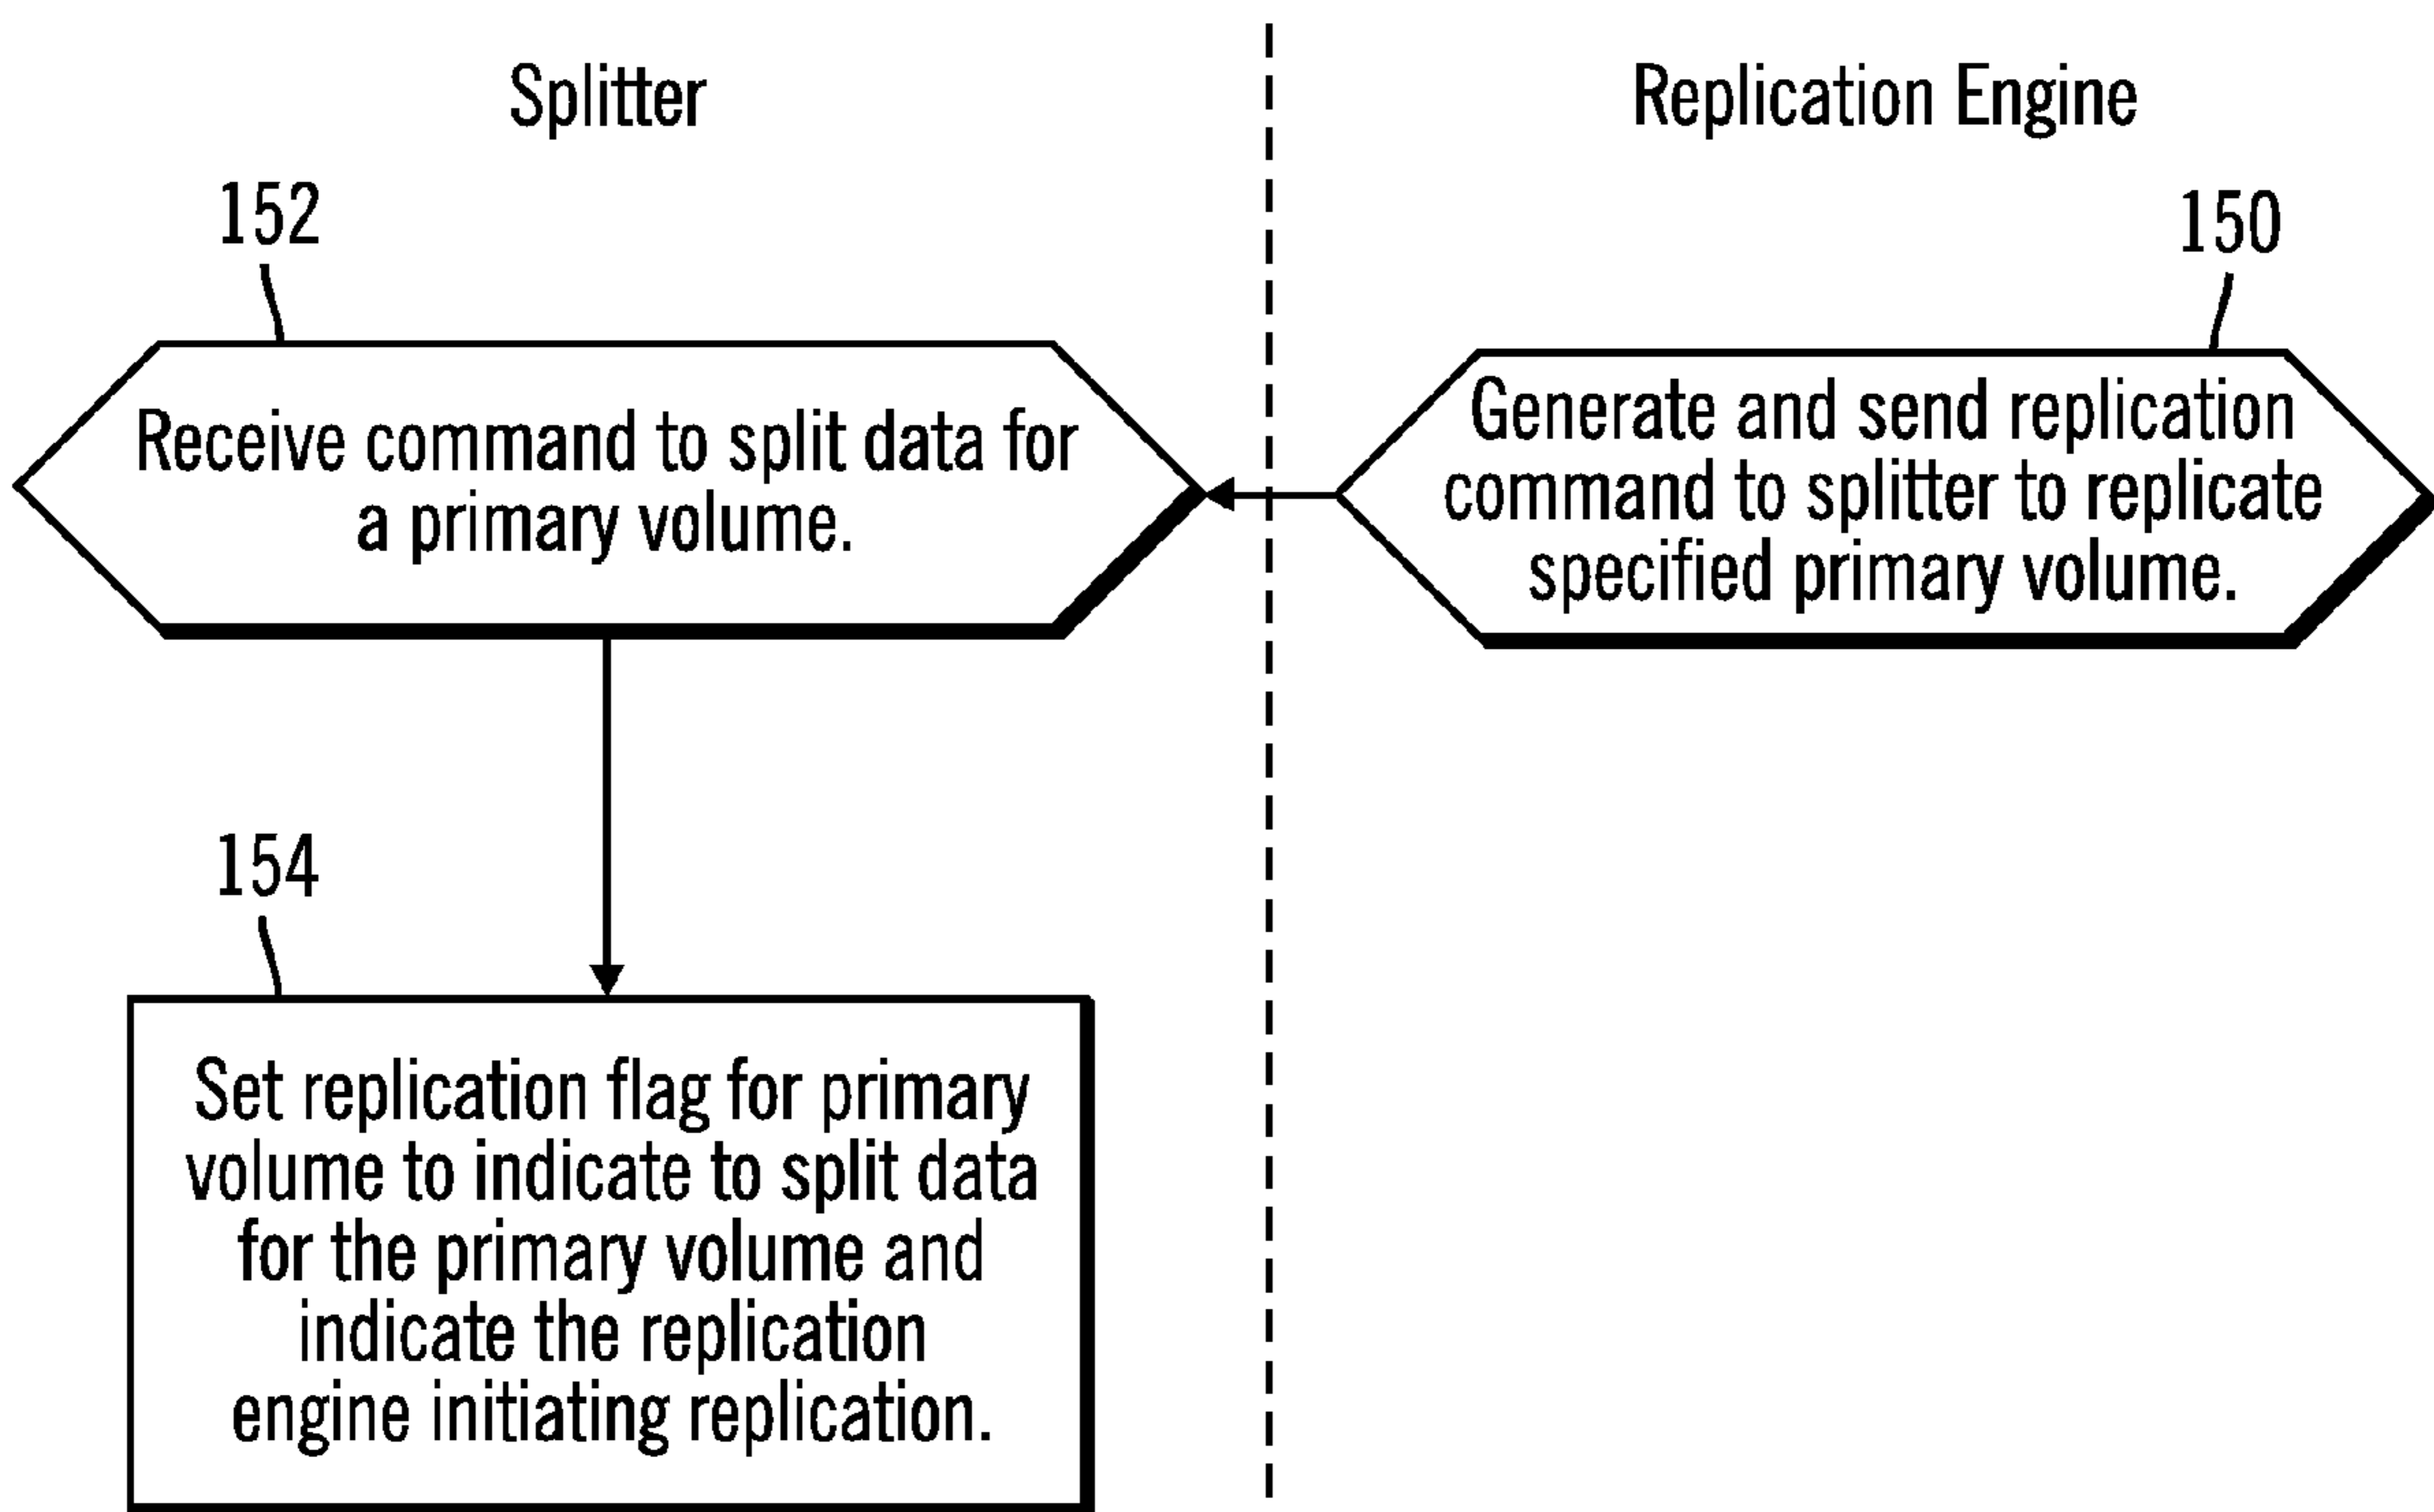 Splitter
Replication Engine
152
150
Receive command to split data for
a primary volume.
Generate and send replication
command to splitter to replicate
specified primary volume.
154
Set replication flag for primary
volume to indicate to split data
for the primary volume and
indicate the replication
engine initiating replication.